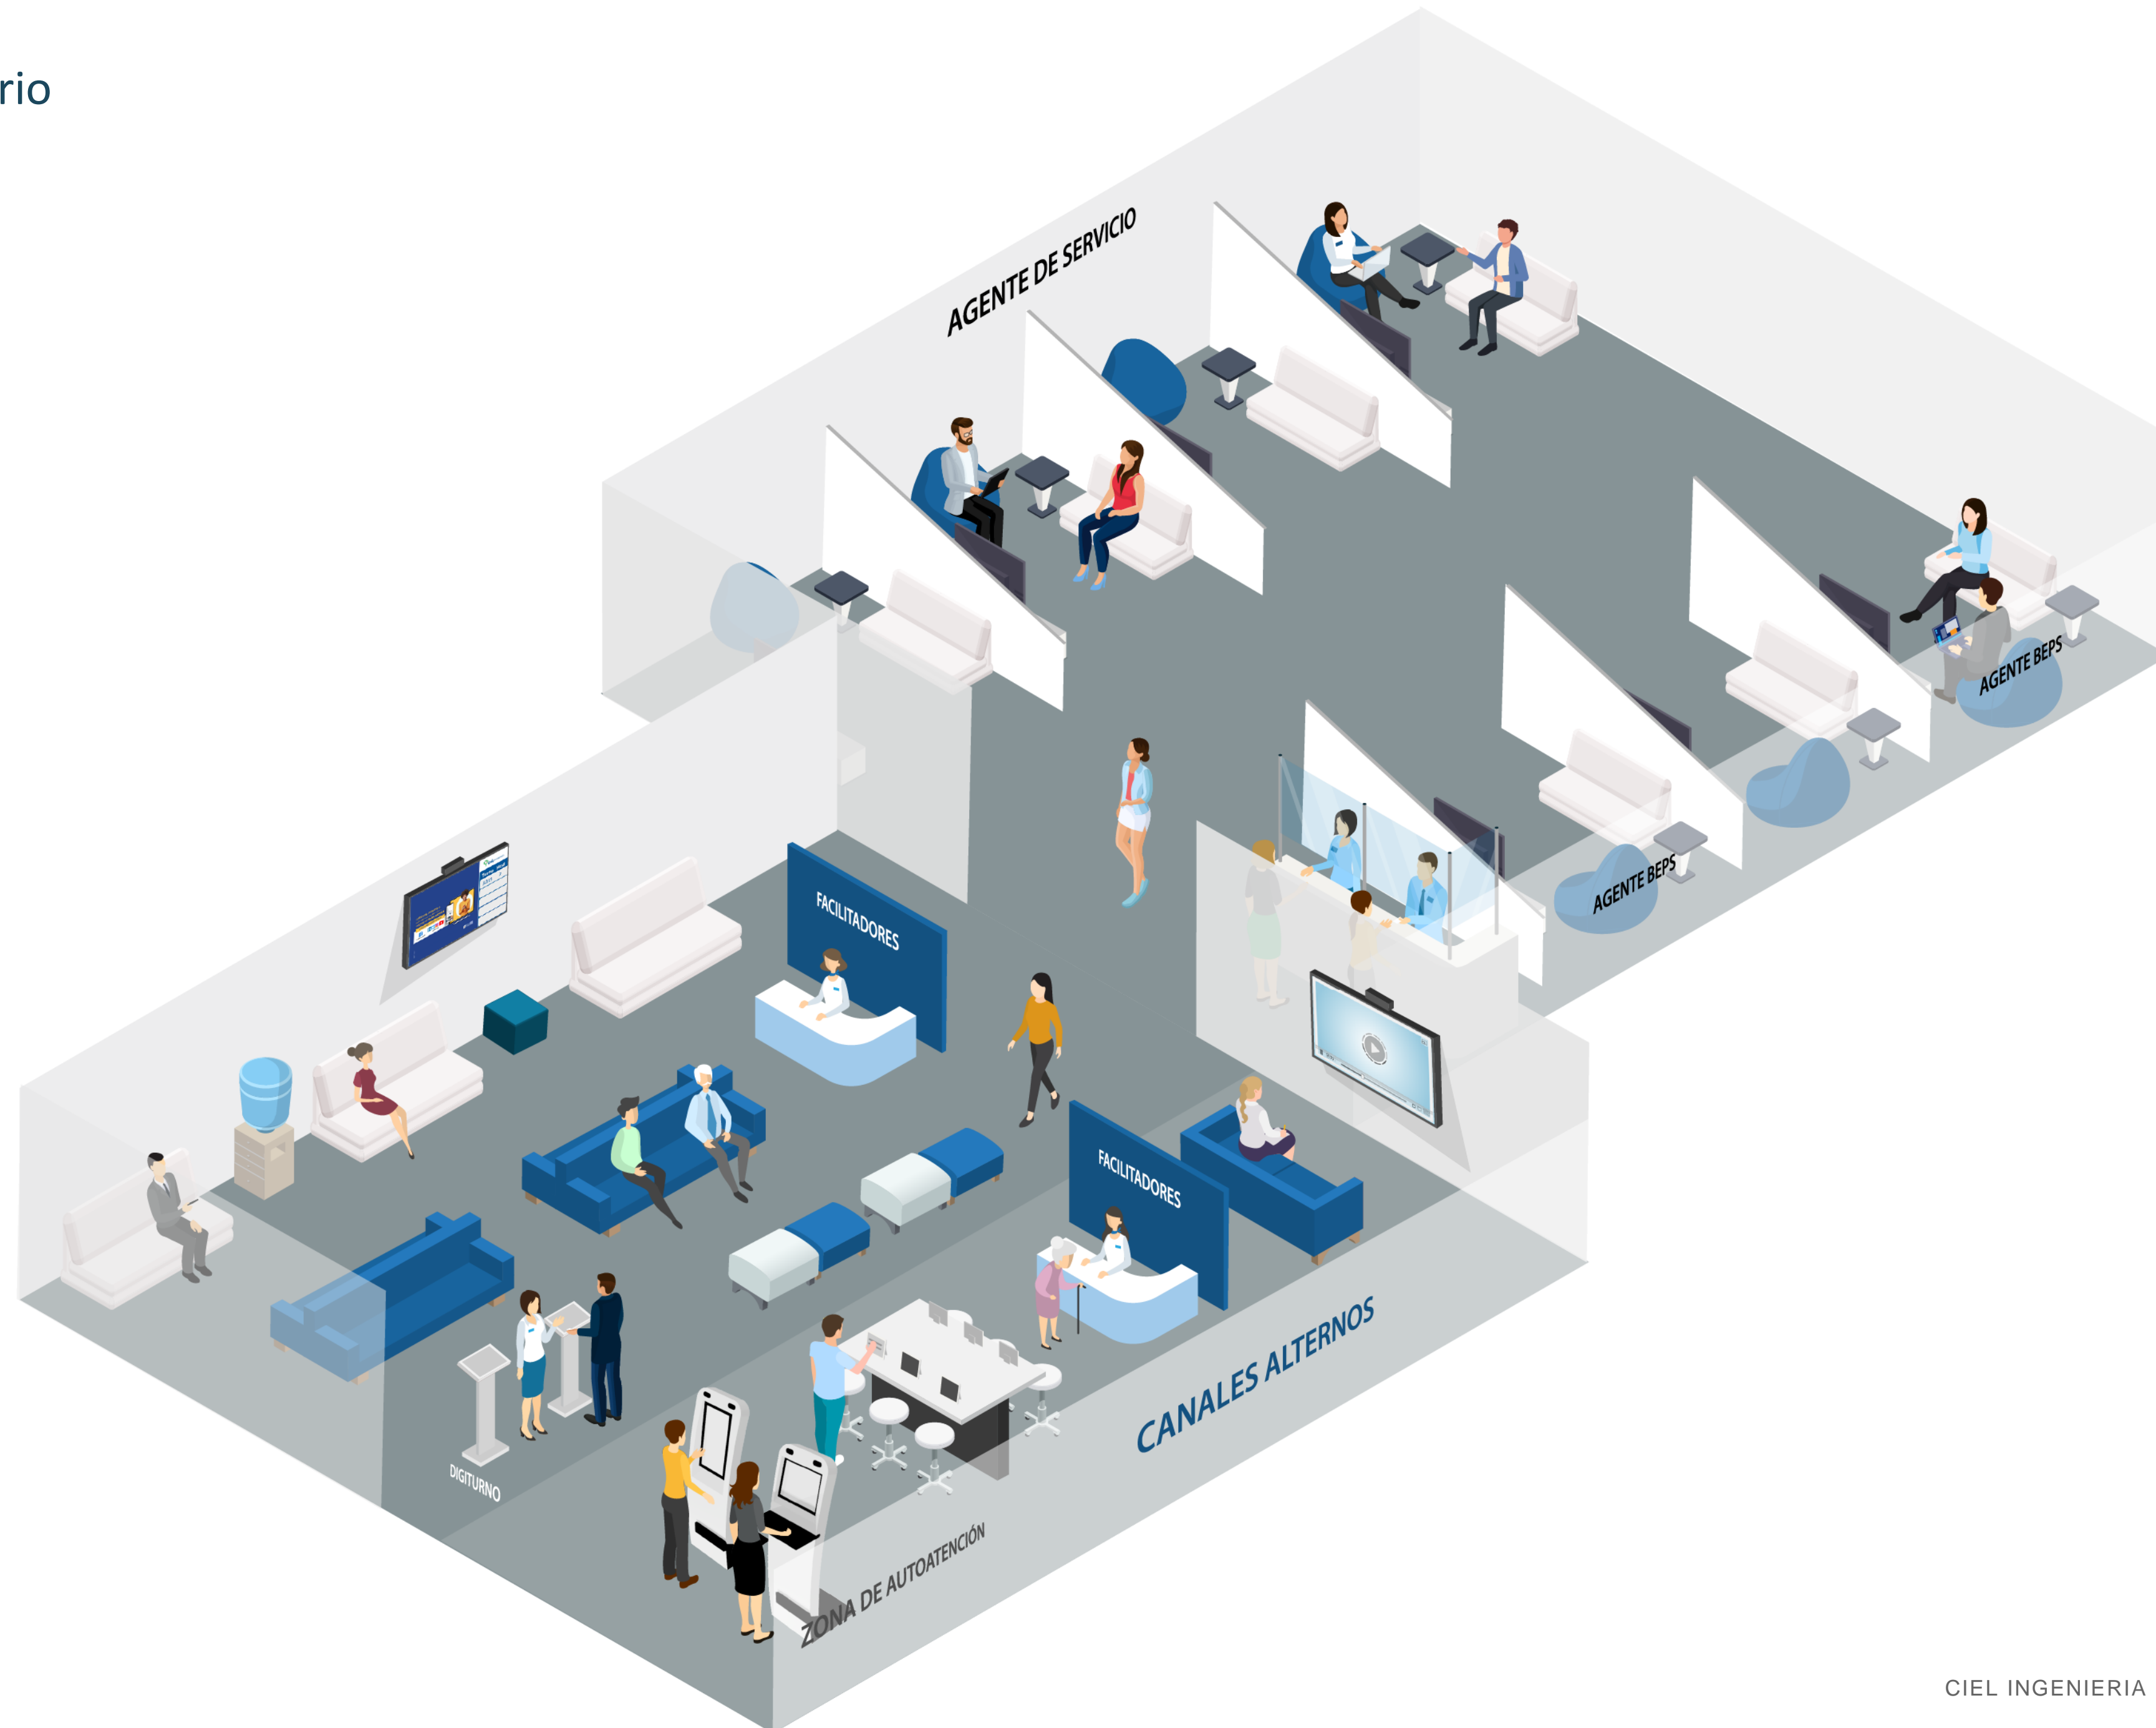 rio
AGENTE DE SERVICIO
AGENTE BEPS
AGENTE BEPS
FACILITADORES
FACILITADORES
CANALES ALTERNOS
DIGITURNO
ZONA DE AUTOATENCIÓN
CIEL INGENIERIA